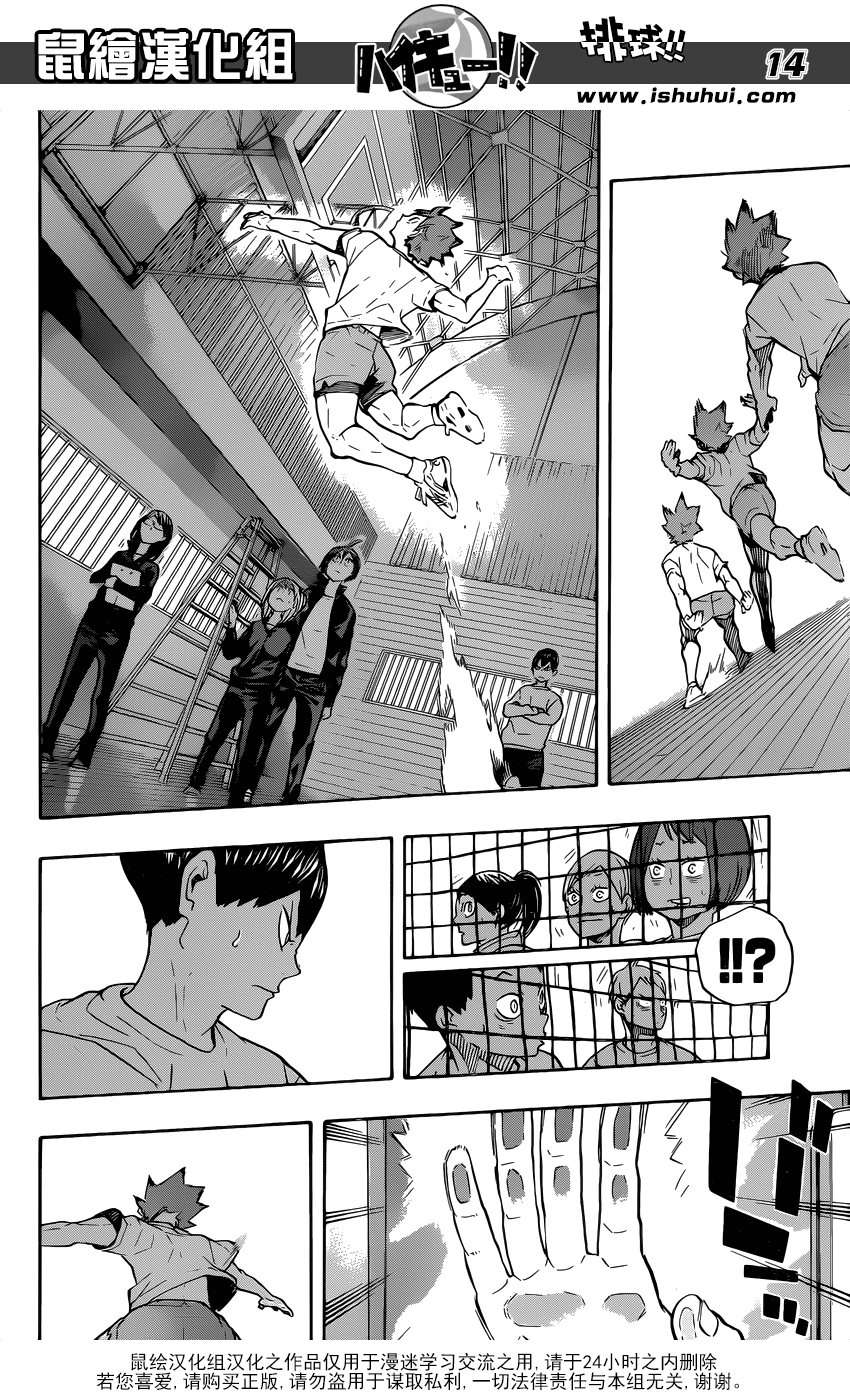 鼠繪漢化組
ハイキュー!!
排球!!
14
www.ishuhui.com
!!?
鼠绘汉化组汉化之作品仅用于漫迷学习交流之用, 请于24小时之内删除
若您喜爱, 请购买正版, 请勿盗用于谋取私利, 一切法律责任与本组无关, 谢谢。